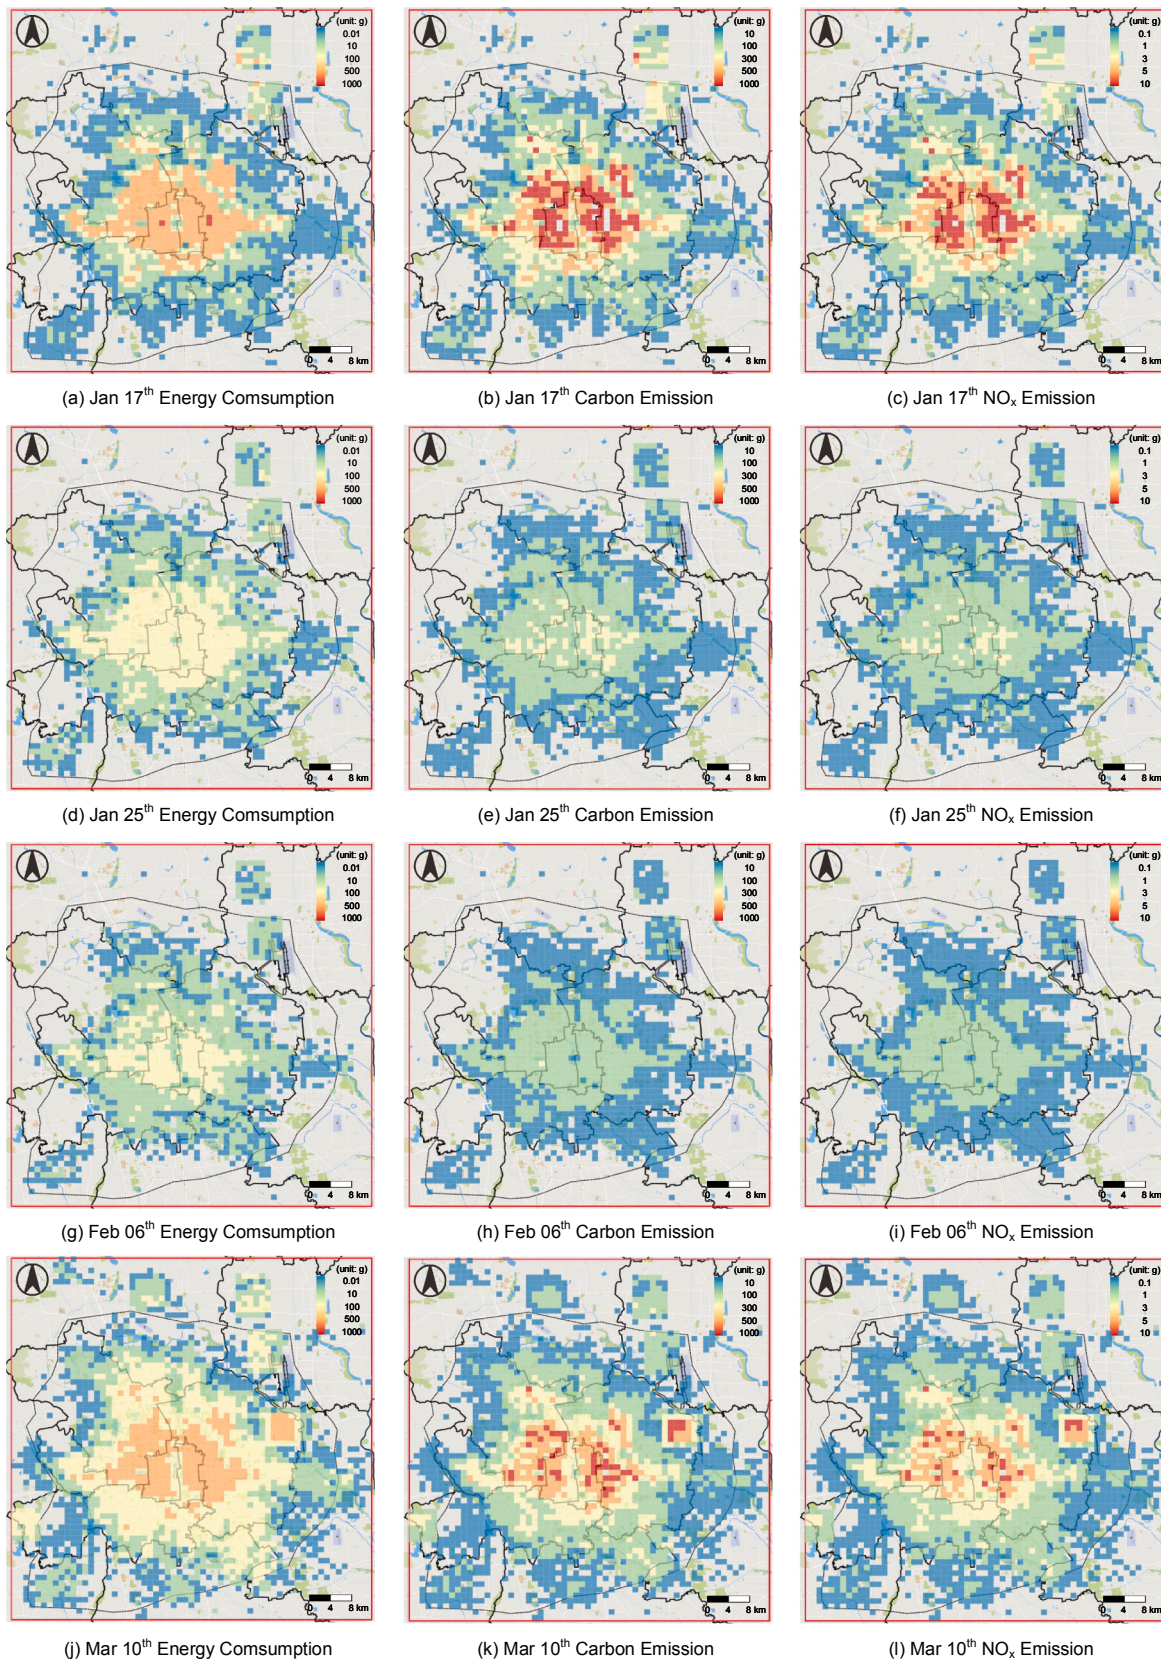 (unit: g)
0.01
10
100
500
1000
0 4 8 km
(unit: g)
10
100
300
500
1000
0 4 8 km
(unit: g)
0.1
1
3
5
10
0 4 8 km
(a) Jan 17th Energy Comsumption
(b) Jan 17th Carbon Emission
(c) Jan 17th NOx Emission
(unit: g)
0.01
10
100
500
1000
0 4 8 km
(unit: g)
10
100
300
500
1000
0 4 8 km
(unit: g)
0.1
1
3
5
10
0 4 8 km
(d) Jan 25th Energy Comsumption
(e) Jan 25th Carbon Emission
(f) Jan 25th NOx Emission
(unit: g)
0.01
10
100
500
1000
0 4 8 km
(unit: g)
10
100
300
500
1000
0 4 8 km
(unit: g)
0.1
1
3
5
10
0 4 8 km
(g) Feb 06th Energy Comsumption
(h) Feb 06th Carbon Emission
(i) Feb 06th NOx Emission
(unit: g)
0.01
10
100
500
1000
0 4 8 km
(unit: g)
10
100
300
500
1000
0 4 8 km
(unit: g)
0.1
1
3
5
10
0 4 8 km
(j) Mar 10th Energy Comsumption
(k) Mar 10th Carbon Emission
(l) Mar 10th NOx Emission